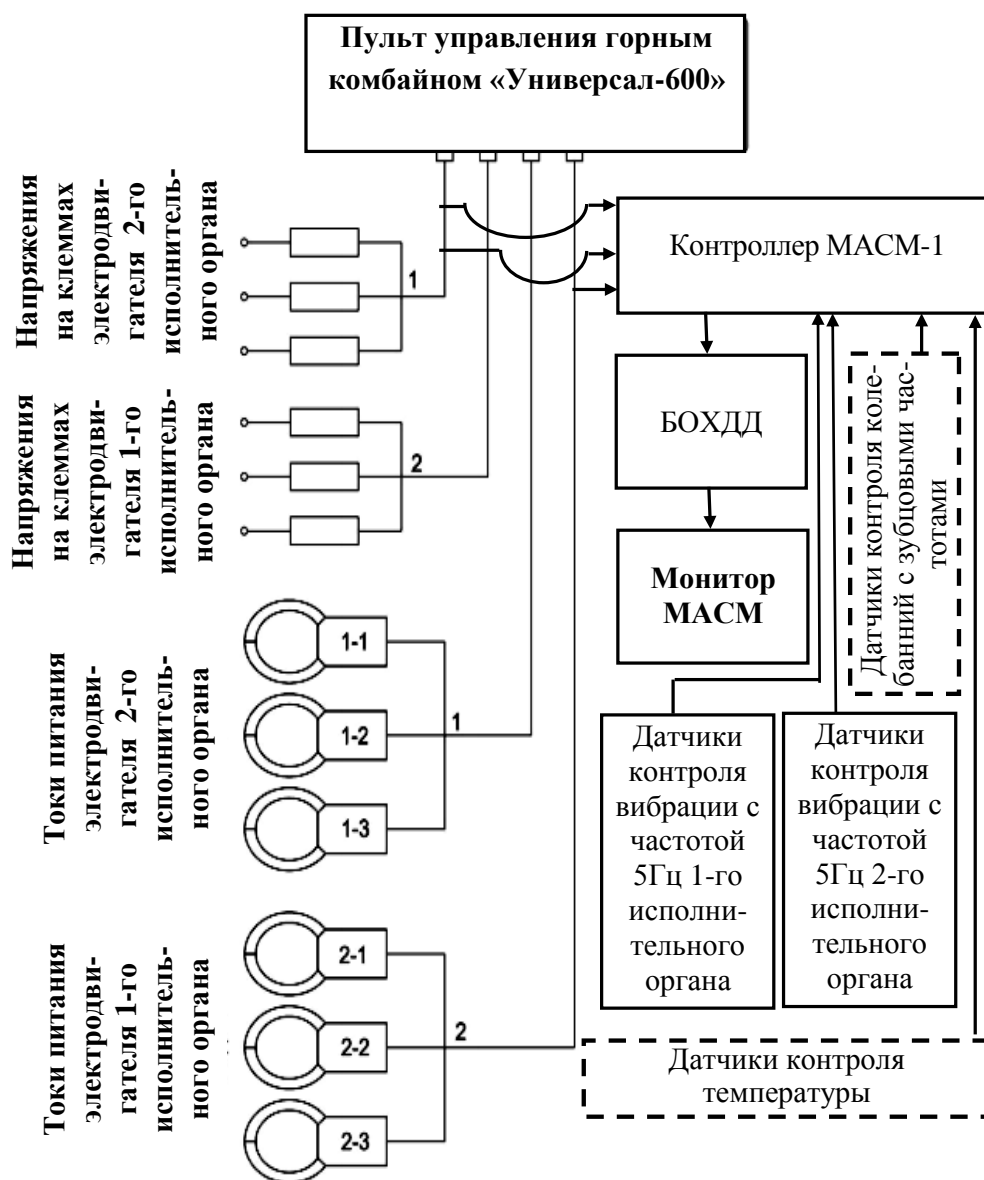 Пульт управления горным
комбайном «Универсал-600»
Напряжения
на клеммах
электродви-
гателя 2-го
исполнитель-
ного органа
1
Контроллер МАСМ-1
Напряжения
на клеммах
электродви-
гателя 1-го
исполнитель-
ного органа
2
БОХДД
Монитор
МАСМ
Датчики контроля коле-
банний с зубцовыми час-
тотами
Токи питания
электродви-
гателя 2-го
исполнитель-
ного органа
1-1
1-2
1-3
1
Датчики
контроля
вибрации с
частотой
5Гц 1-го
исполни-
тельного
органа
Датчики
контроля
вибрации с
частотой
5Гц 2-го
исполни-
тельного
органа
Токи питания
электродви-
гателя 1-го
исполнитель-
ного органа
2-1
2-2
2-3
2
Датчики контроля
температуры